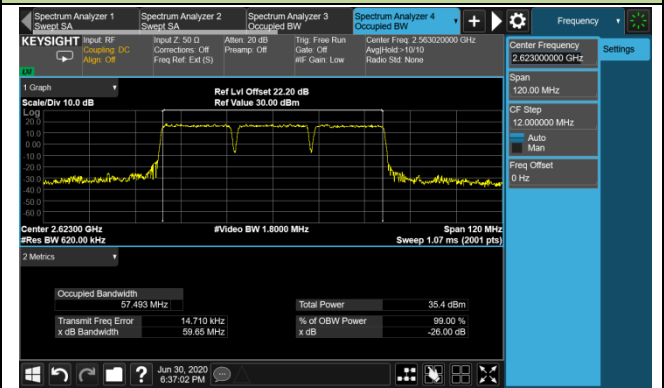 Spectrum Analyzer 1
Swept SA
Spectrum Analyzer 2
Swept SA
Spectrum Analyzer 3
Occupied BW
Spectrum Analyzer 4
Occupied BW
Frequency
KEYSIGHT
Input: RF
Coupling: DC
Align: Off
Input Z: 50 Ω
Corrections: Off
Freq Ref: Ext (S)
Atten: 20 dB
Preamp: Off
Trig: Free Run
Gate: Off
#IF Gain: Low
Center Freq: 2.563020000 GHz
Avg|Hold:>10/10
Radio Std: None
Center Frequency
2.623000000 GHz
Settings
Span
120.00 MHz
CF Step
12.000000 MHz
Auto
Man
Freq Offset
0 Hz
1 Graph
Scale/Div 10.0 dB
Ref Lvl Offset 22.20 dB
Ref Value 30.00 dBm
Log
20.0
10.0
0.00
-10.0
-20.0
-30.0
-40.0
-50.0
-60.0
Center 2.62300 GHz
#Res BW 620.00 kHz
#Video BW 1.8000 MHz
Span 120 MHz
Sweep 1.07 ms (2001 pts)
2 Metrics
Occupied Bandwidth
57.493 MHz
Total Power
35.4 dBm
Transmit Freq Error
14.710 kHz
% of OBW Power
99.00 %
x dB Bandwidth
59.65 MHz
x dB
-26.00 dB
Jun 30, 2020
6:37:02 PM